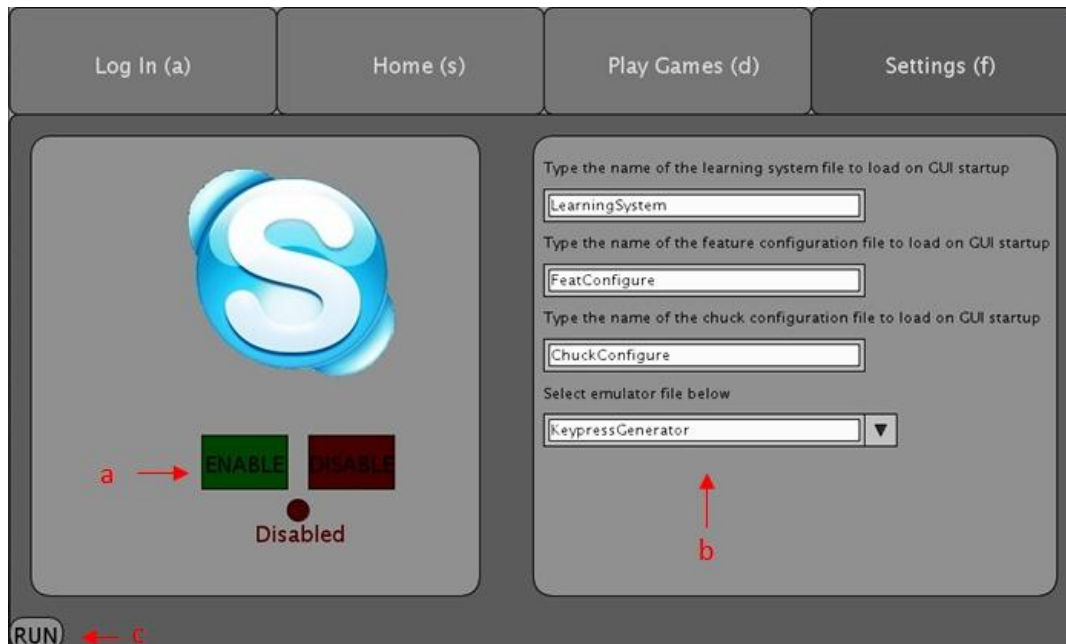 Log In (a)
Home (s)
Play Games (d)
Settings (f)
S
a
ENABLE
DISABLE
Disabled
Type the name of the learning system file to load on GUI startup
LearningSystem
Type the name of the feature configuration file to load on GUI startup
FeatConfigure
Type the name of the chuck configuration file to load on GUI startup
ChuckConfigure
Select emulator file below
KeypressGenerator
b
RUN
c